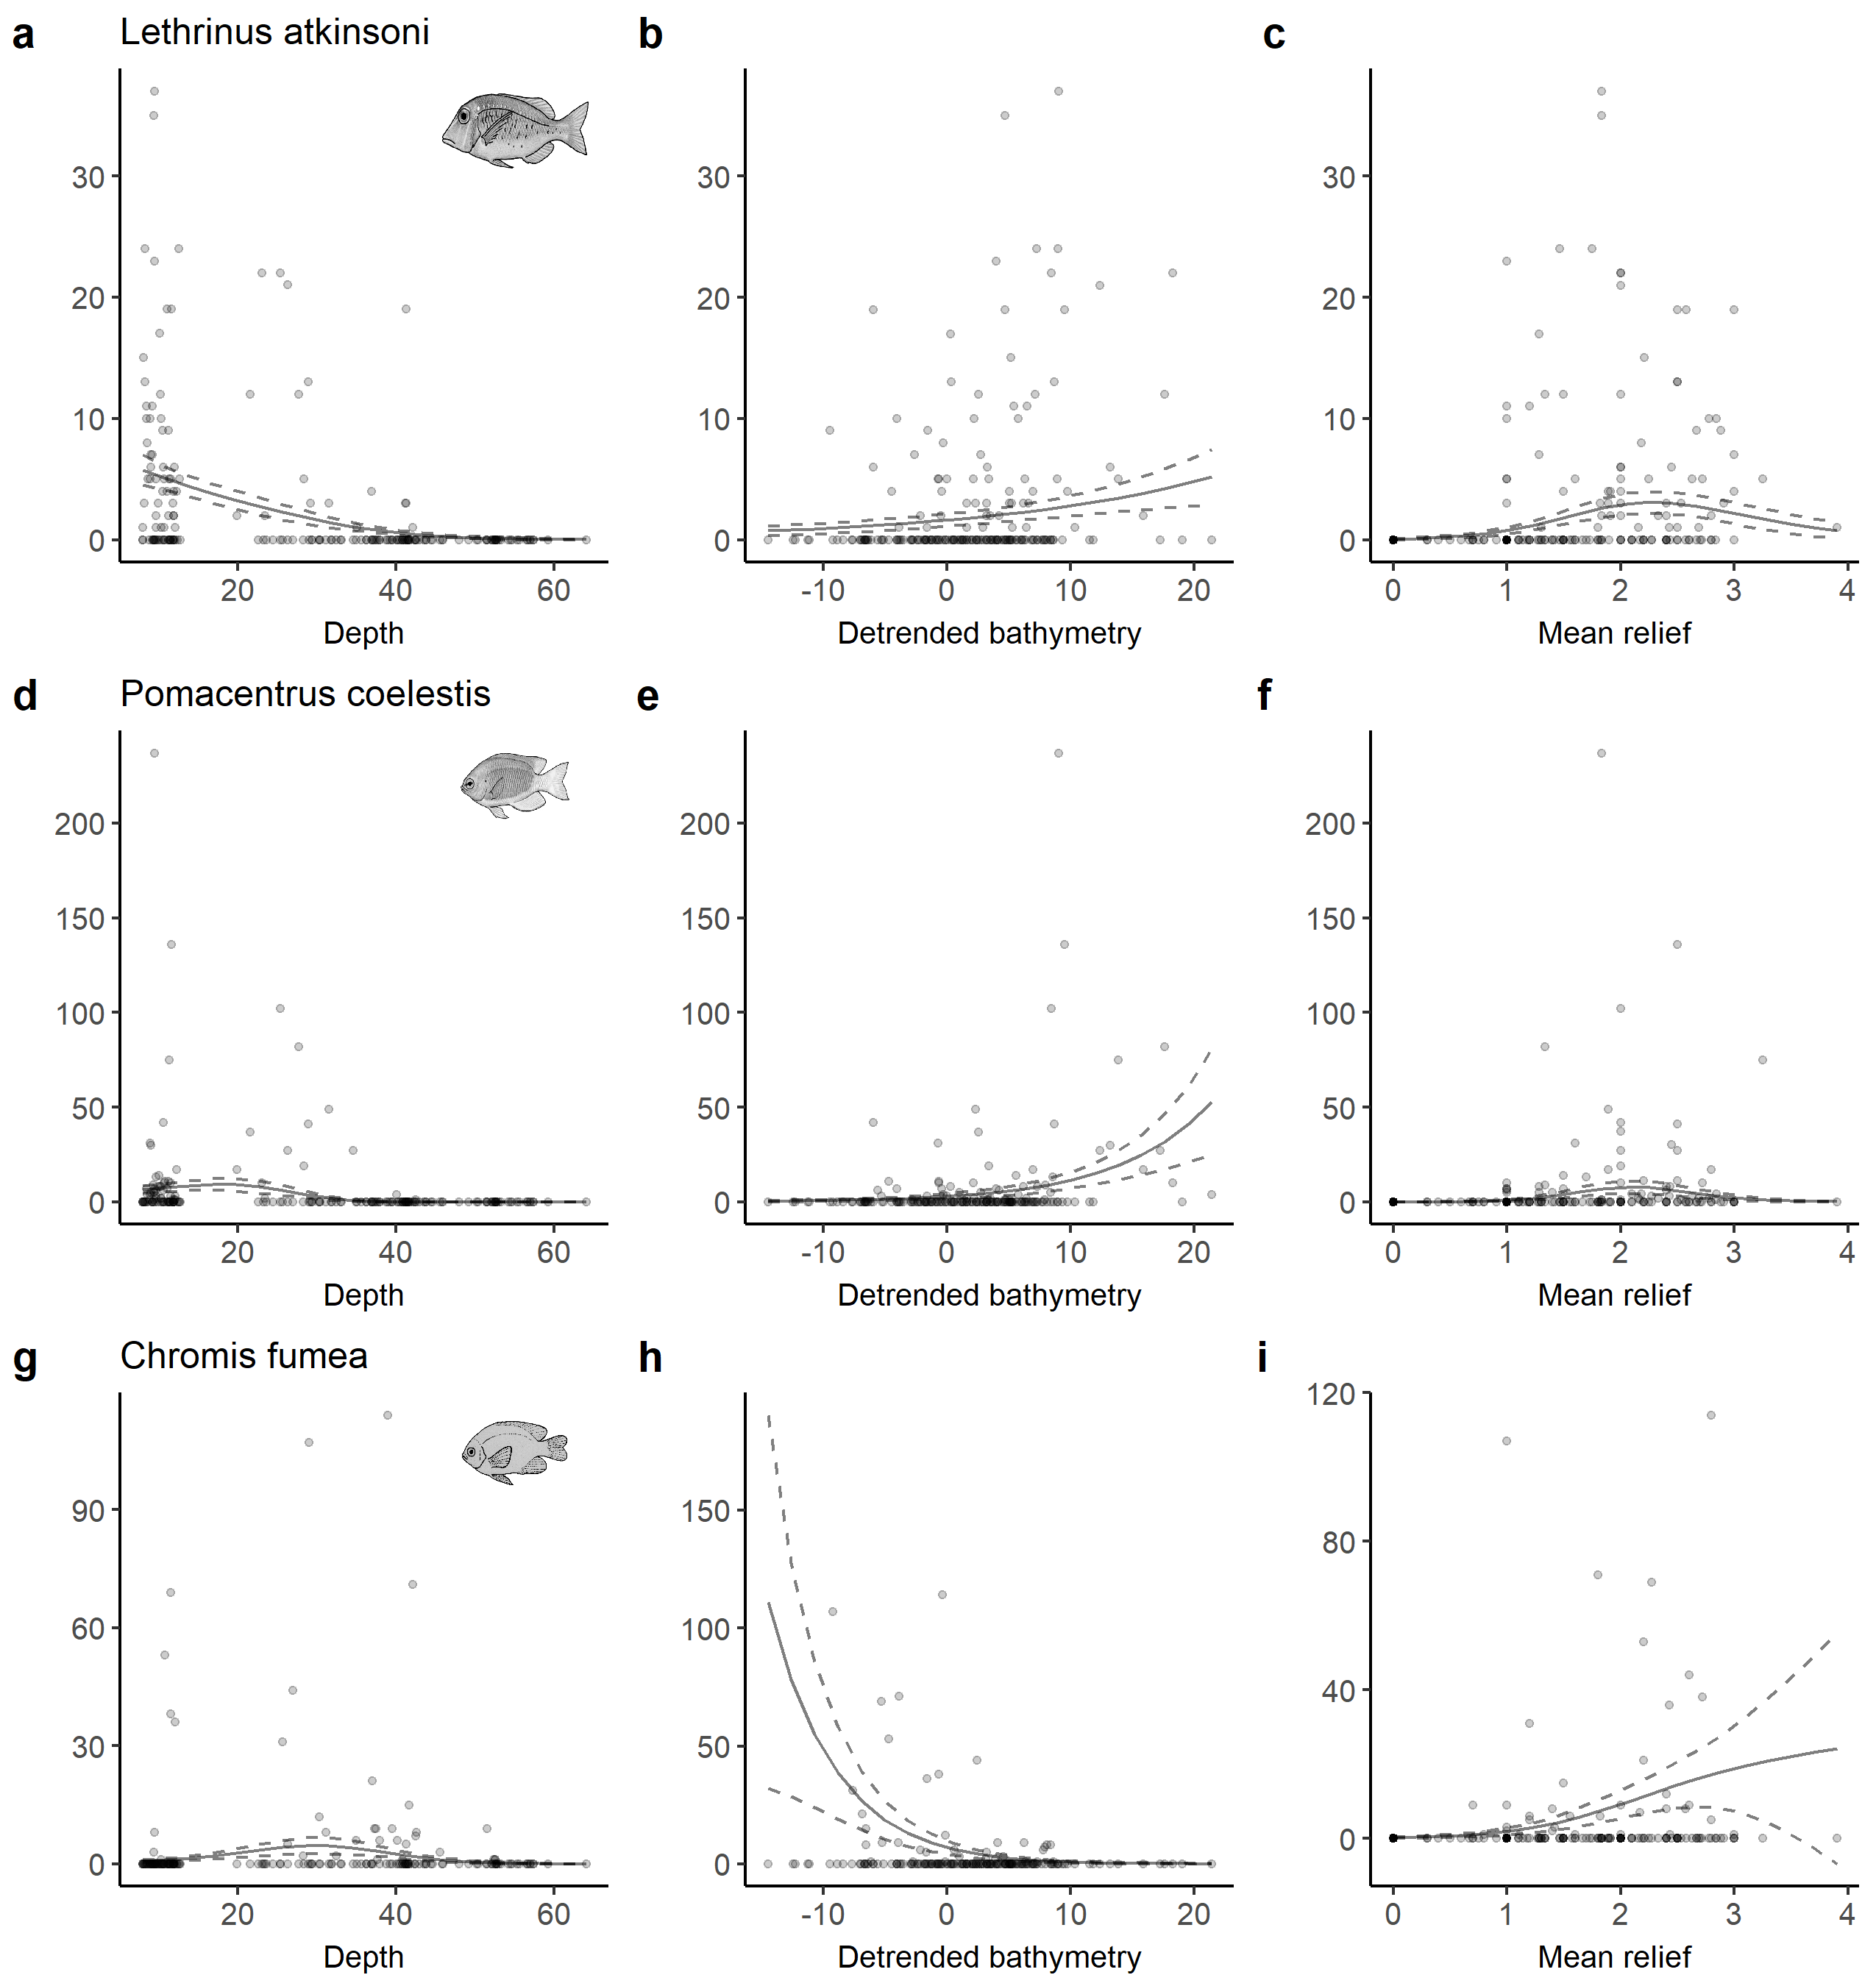 a Lethrinus atkinsoni b c
30 30 30
20 20 20
10 10 10
0 0 0
20 40 60 -10 0 10 20 0 1 2 3 4
Depth Detrended bathymetry Mean relief
d Pomacentrus coelestis e f
200 200 200
150 150 150
100 100 100
50 50 50
0 0 0
20 40 60 -10 0 10 20 0 1 2 3 4
Depth Detrended bathymetry Mean relief
g Chromis fumea h i
120
90 150 80
60 100
30 50 40
0 0 0
20 40 60 -10 0 10 20 0 1 2 3 4
Depth Detrended bathymetry Mean relief